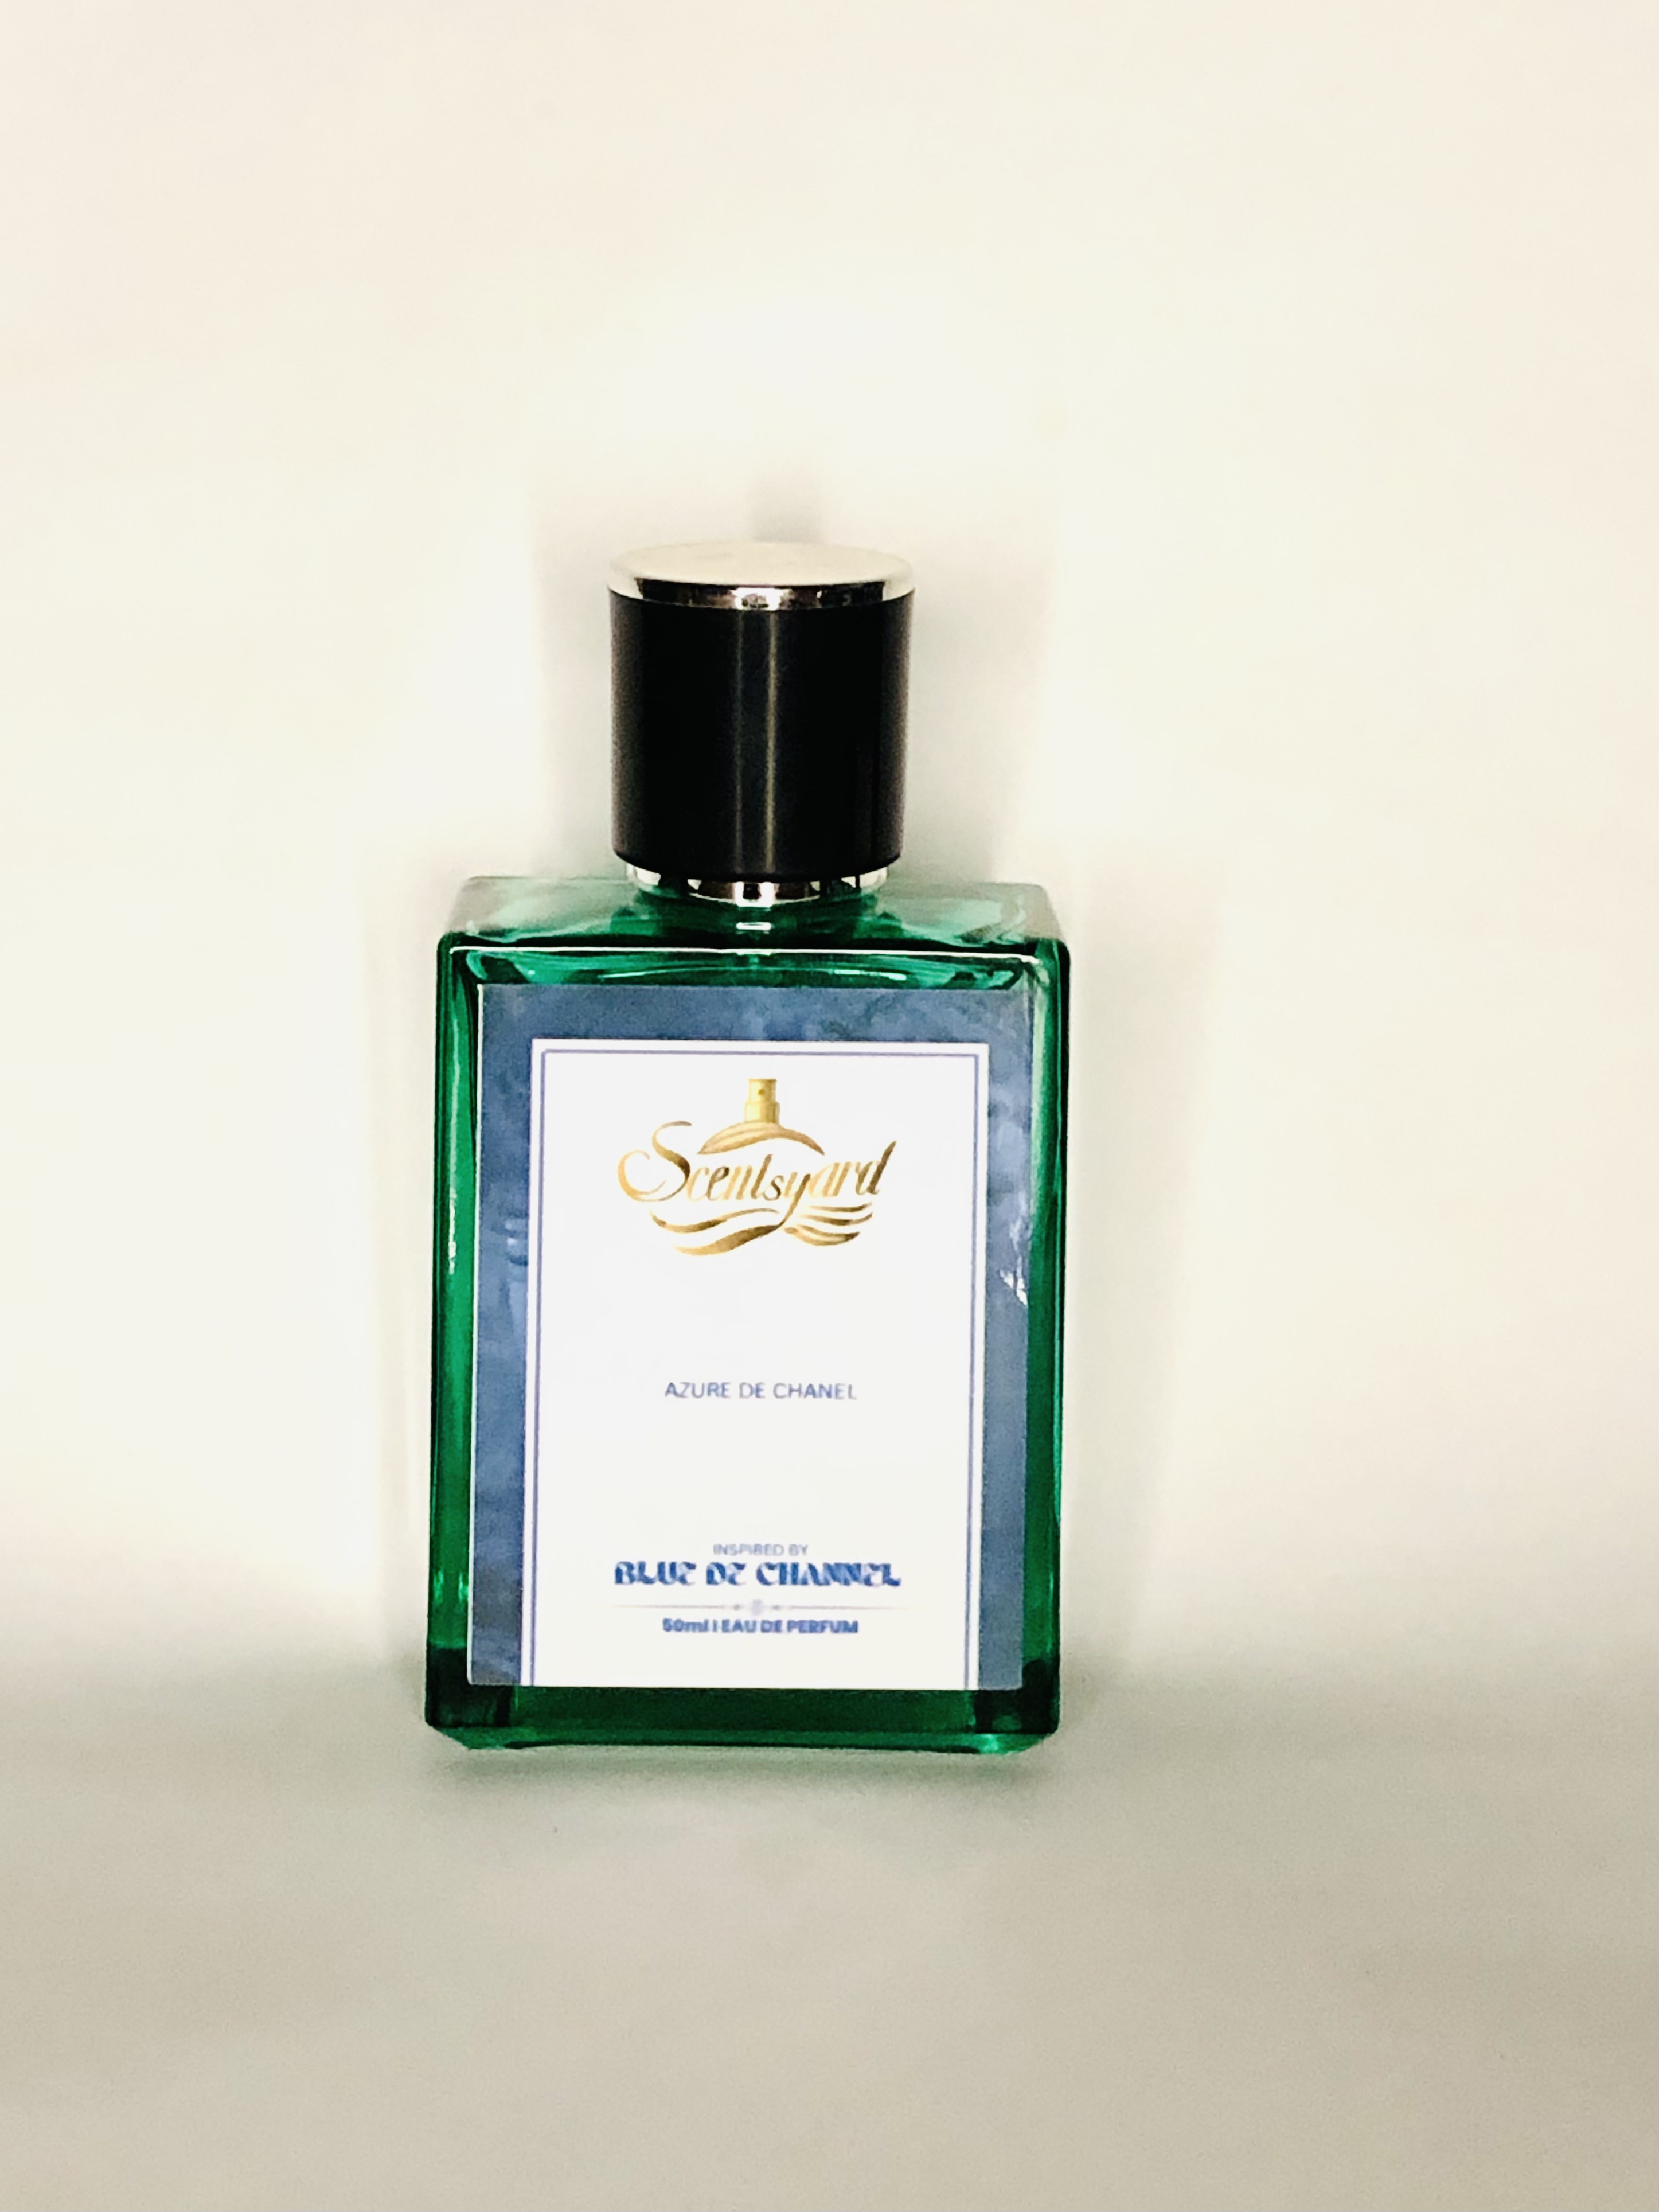 Scentsyard
AZURE DE CHANEL
INSPIRED BY
BLUE DE CHANNEL
50ml | EAU DE PERFUM